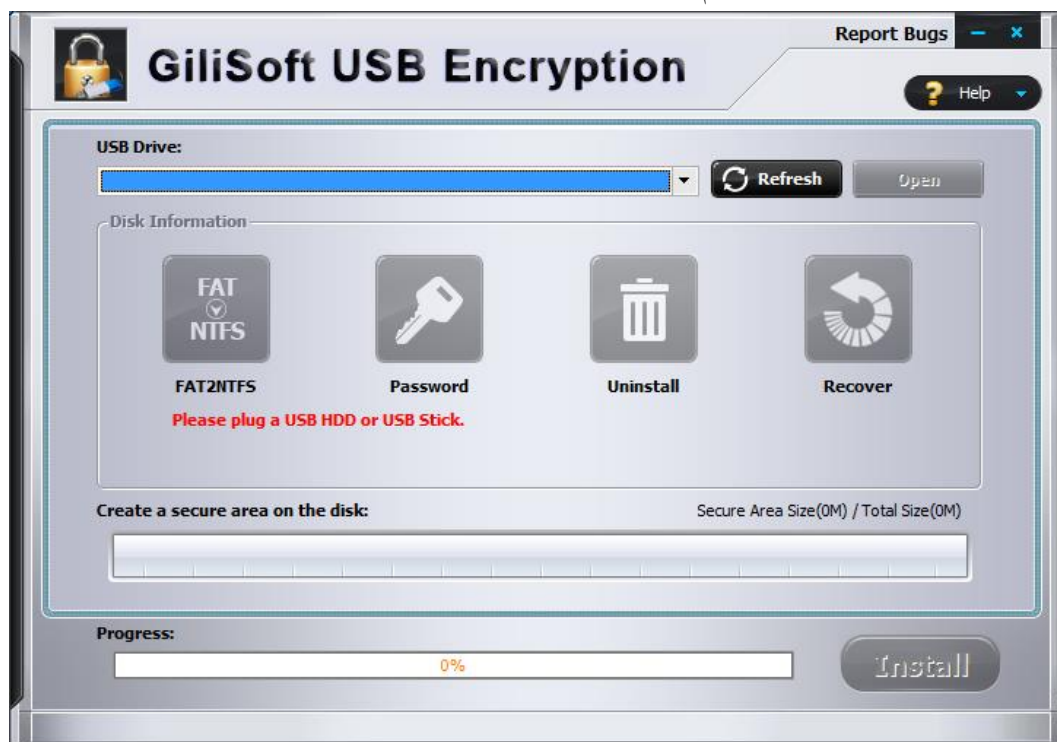 Report Bugs
GiliSoft USB Encryption
Help
USB Drive:
Refresh
Open
Disk Information
FAT
NTFS
FAT2NTFS
Password
Uninstall
Recover
Please plug a USB HDD or USB Stick.
Create a secure area on the disk:
Secure Area Size(0M) / Total Size(0M)
Progress:
0%
Install